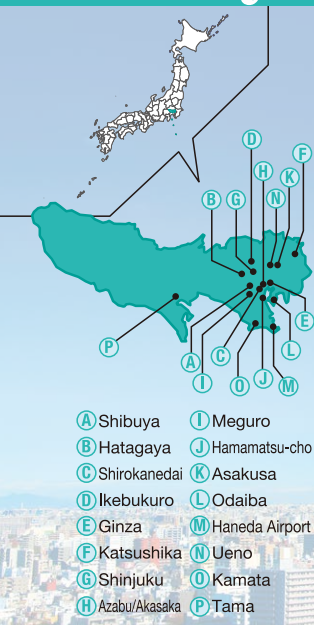 D
F
H
K
B G N
E
P
A
L
C
I O J M
A Shibuya
B Hatagaya
C Shirokanedai
D Ikebukuro
E Ginza
F Katsushika
G Shinjuku
H Azabu/Akasaka
I Meguro
J Hamamatsu-cho
K Asakusa
L Odaiba
M Haneda Airport
N Ueno
O Kamata
P Tama